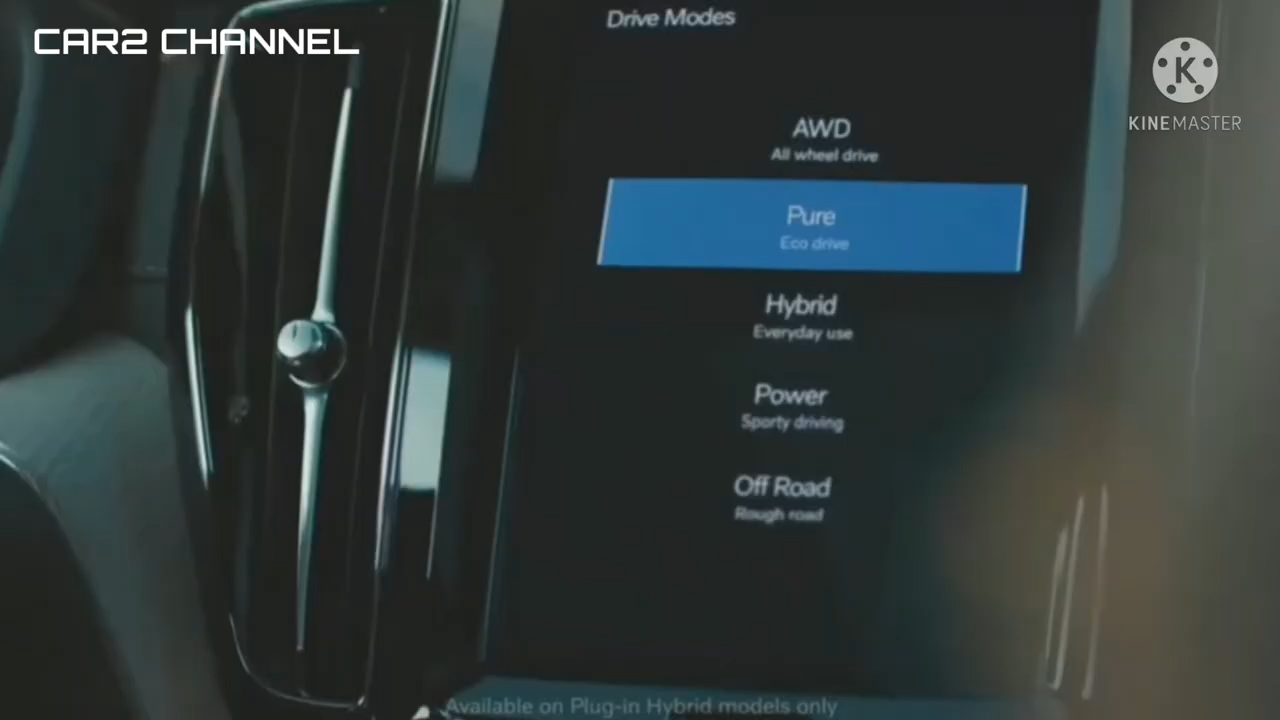 CAR2 CHANNEL
Drive Modes
K
KINEMASTER
AWD
All wheel drive
Pure
Eco drive
Hybrid
Everyday use
Power
Sporty driving
Off Road
Rough road
Available on Plug-in Hybrid models only